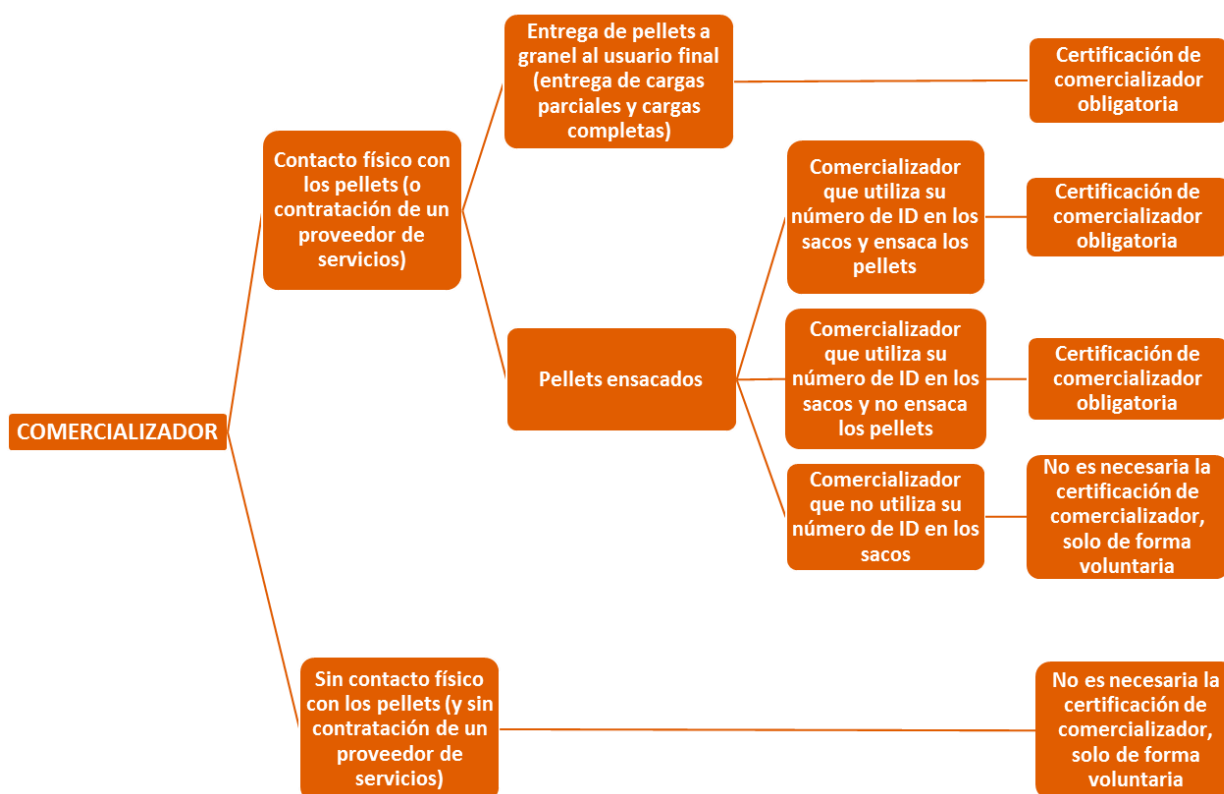 COMERCIALIZADOR
Contacto físico con
los pellets (o
contratación de un
proveedor de
servicios)
Entrega de pellets a
granel al usuario final
(entrega de cargas
parciales y cargas
completas)
Certificación de
comercializador
obligatoria
Pellets ensacados
Comercializador
que utiliza su
número de ID en los
sacos y ensaca los
pellets
Certificación de
comercializador
obligatoria
Comercializador
que utiliza su
número de ID en los
sacos y no ensaca
los pellets
Certificación de
comercializador
obligatoria
Comercializador
que no utiliza su
número de ID en los
sacos
No es necesaria la
certificación de
comercializador,
solo de forma
voluntaria
Sin contacto físico
con los pellets (y sin
contratación de un
proveedor de
servicios)
No es necesaria la
certificación de
comercializador,
solo de forma
voluntaria